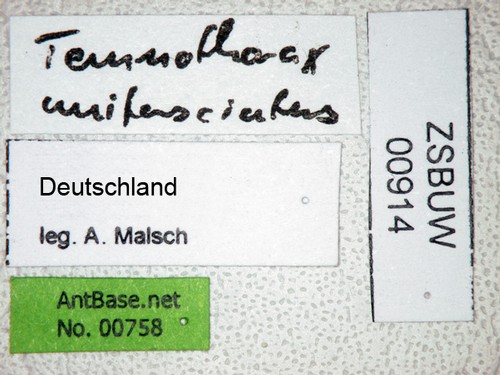 Temnothorax
unifasciatus
Deutschland
leg. A. Malsch
AntBase.net
No. 00758
ZSBUW
00914